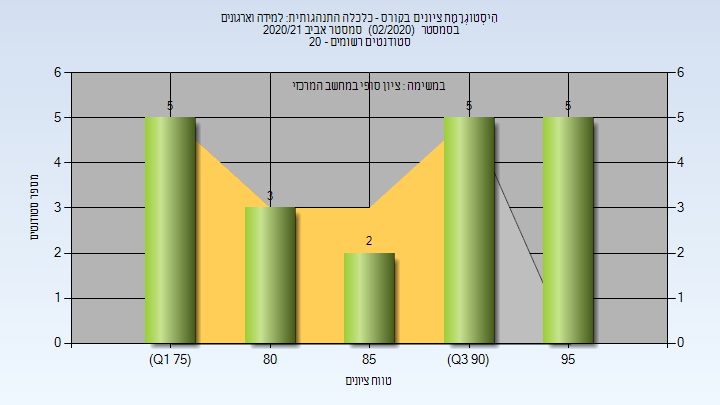 הִיסְטוֹגְרַמַת ציונים בקורס - כלכלה התנהגותית: למידה וארגונים
בסמסטר (02/2020) סמסטר אביב 2020/21
סטודנטים רשומים - 20
במשימה : ציון סופי במחשב המרכזי
6 6
5 5 5 5 5
4 4
3 3 3
2 2 2
1 1
0 0
(Q1 75) 80 85 (Q3 90) 95
מספר סטודנטים
טווח ציונים